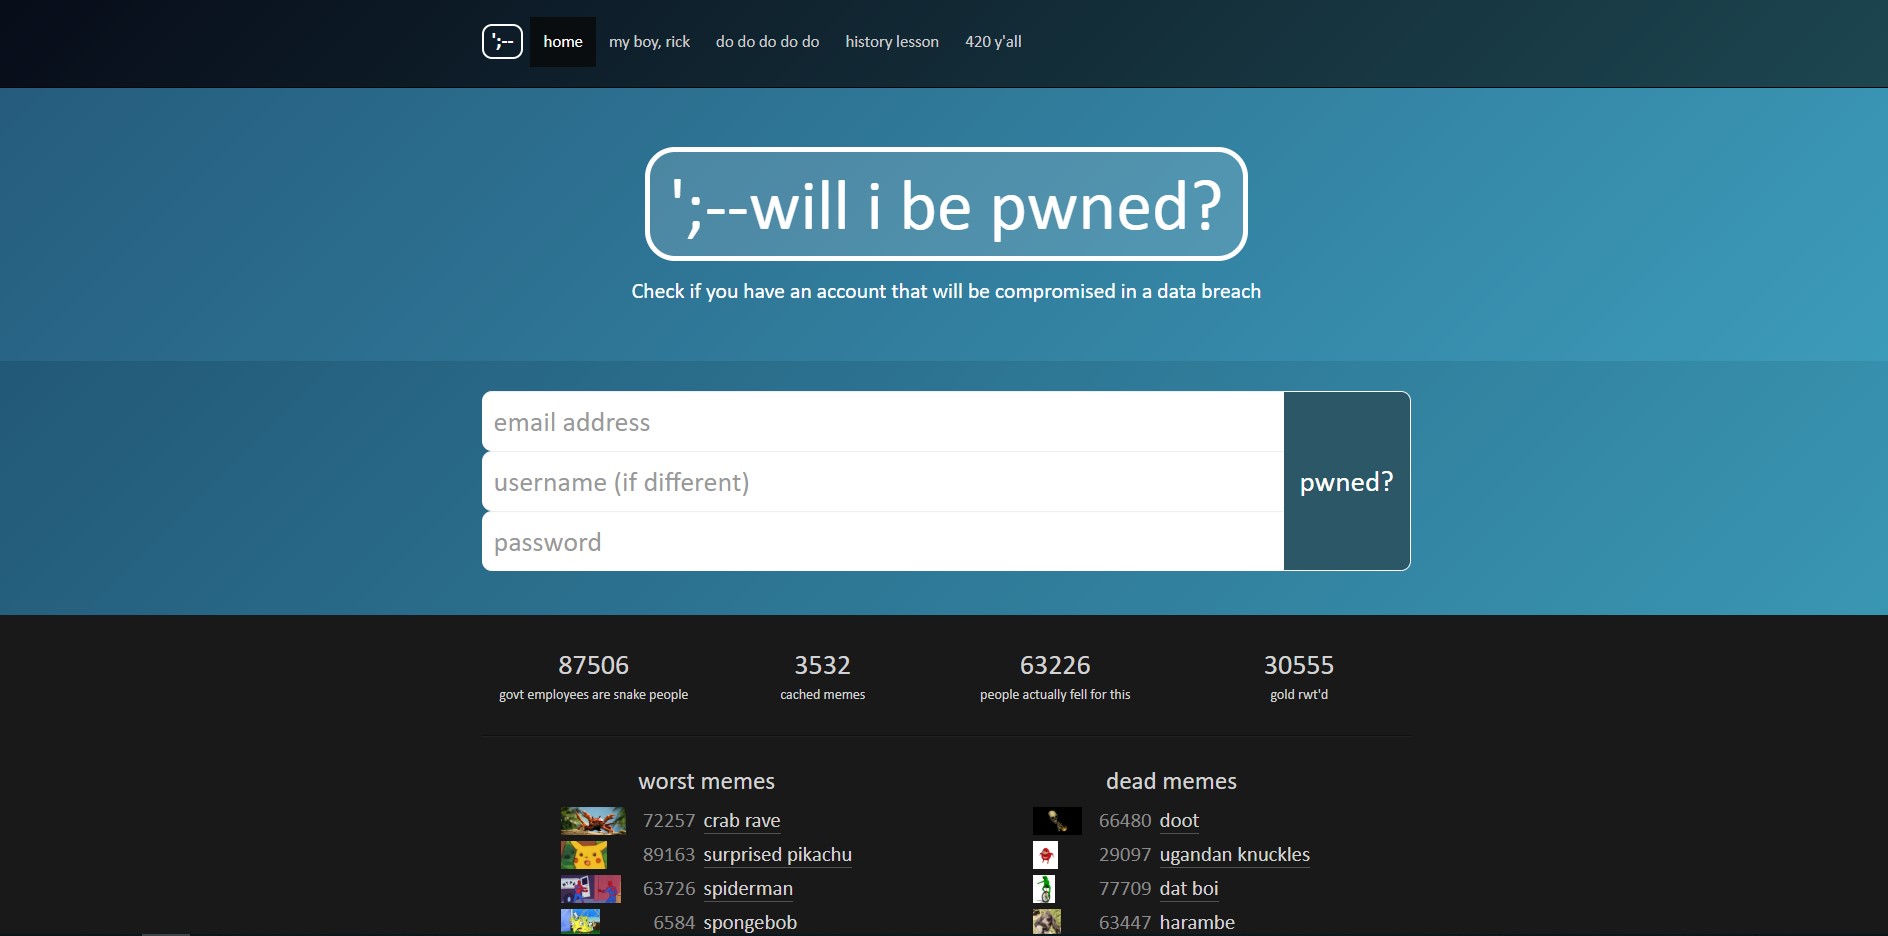 ';--
home
my boy, rick
do do do do do
history lesson
420 y'all
';--will i be pwned?
Check if you have an account that will be compromised in a data breach
email address
username (if different)
password
pwned?
87506
govt employees are snake people
3532
cached memes
63226
people actually fell for this
30555
gold rwt'd
worst memes
72257 crab rave
89163 surprised pikachu
63726 spiderman
6584 spongebob
dead memes
66480 doot
29097 ugandan knuckles
77709 dat boi
63447 harambe